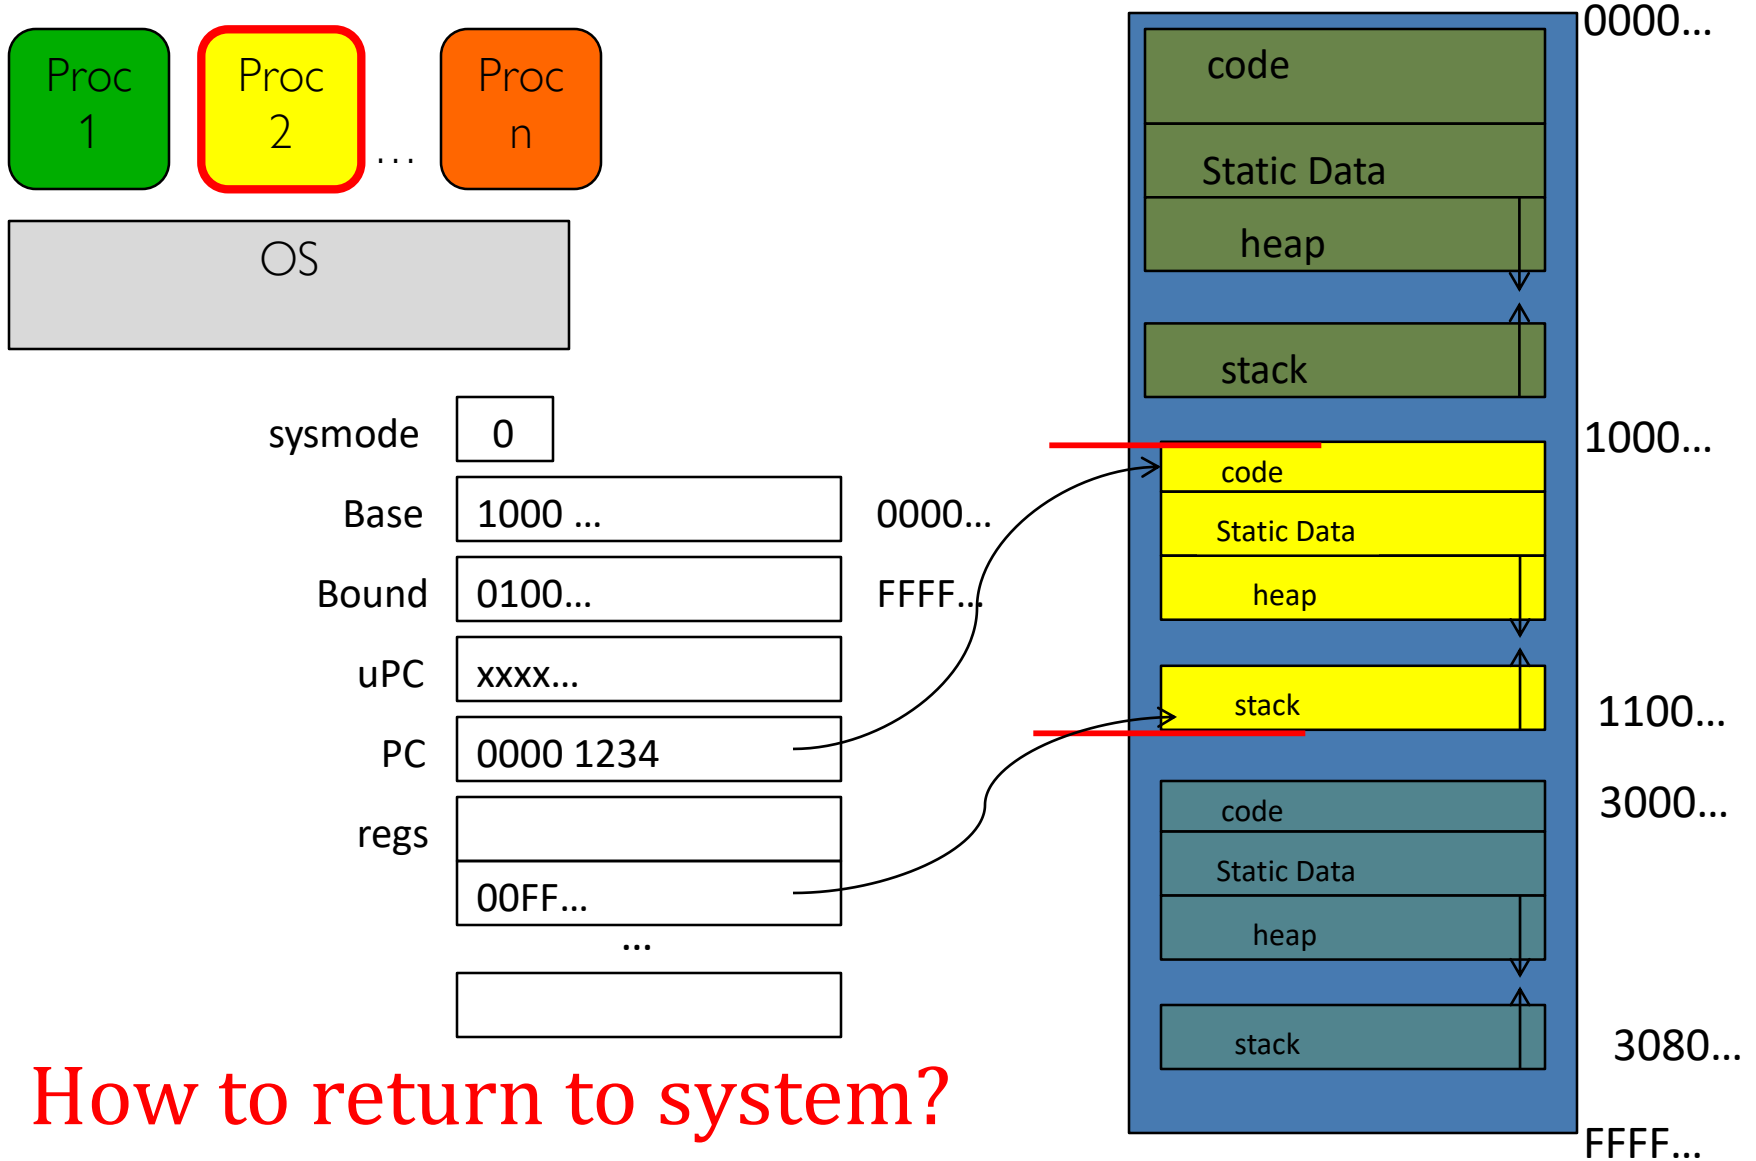 Proc
1
Proc
2
...
Proc
n
OS
sysmode
0
Base
1000 ...
0000...
Bound
0100...
FFFF...
uPC
xxxx...
PC
0000 1234
regs
00FF...
...
How to return to system?
0000...
code
Static Data
heap
stack
1000...
code
Static Data
heap
stack
1100...
3000...
code
Static Data
heap
stack
3080...
FFFF...